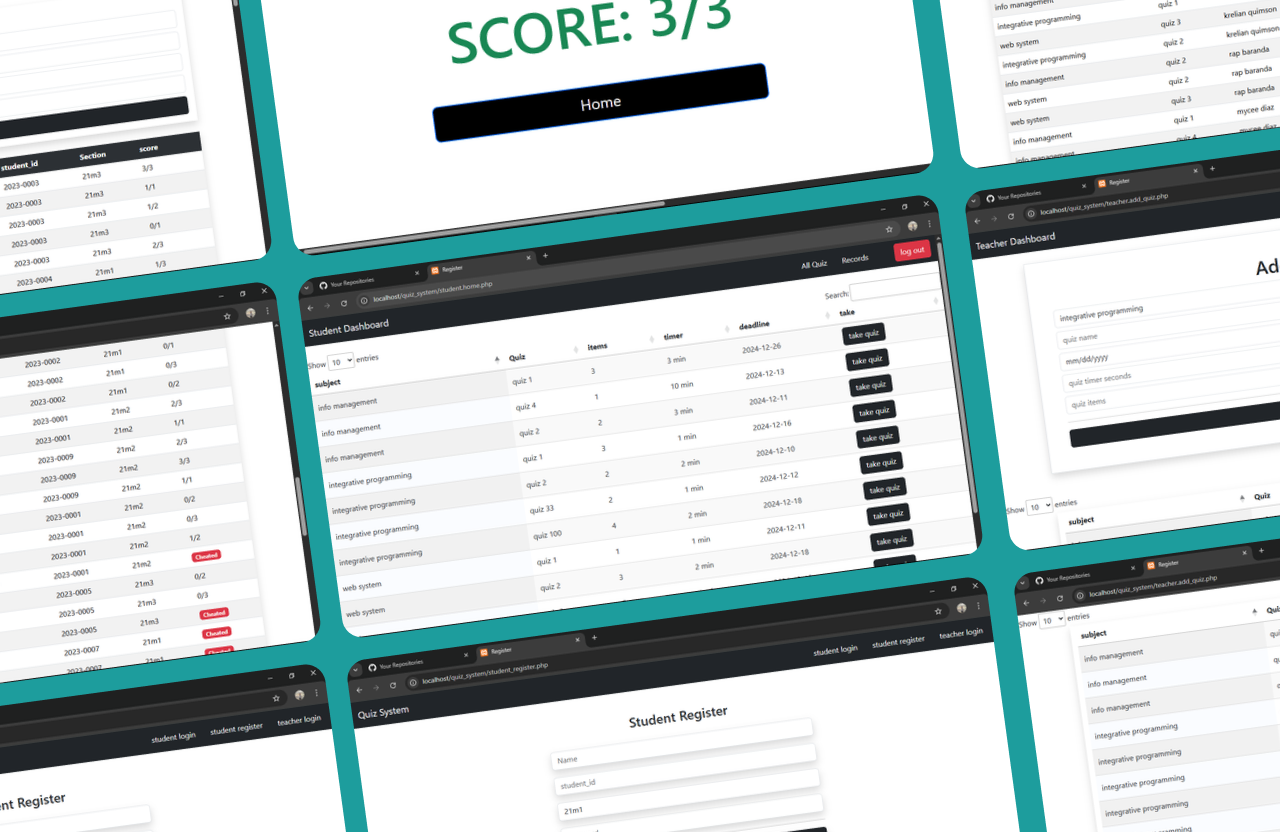 student_id Section score
2023-0003 21m3 3/3
2023-0003 21m3 1/1
2023-0003 21m3 1/2
2023-0003 21m3 0/1
2023-0003 21m3 2/3
2023-0004 21m1 1/3
SCORE: 3/3
Home
info management quiz 1
integrative programming quiz 3 krelian quimson
web system quiz 2 krelian quimson
integrative programming quiz 2 rap baranda
info management quiz 2 rap baranda
web system quiz 3 rap baranda
web system quiz 1 mycee diaz
info management quiz 4 mycee diaz
info management
2023-0002 21m1 0/1
2023-0002 21m1 0/3
2023-0002 21m1 0/2
2023-0001 21m2 2/3
2023-0001 21m2 1/1
2023-0009 21m2 2/3
2023-0009 21m2 3/3
2023-0009 21m2 1/1
2023-0001 21m2 0/2
2023-0001 21m2 0/3
2023-0001 21m2 1/2
2023-0001 21m2 Cheated
2023-0005 21m3 0/2
2023-0005 21m3 0/3
2023-0005 21m3 Cheated
2023-0007 21m1 Cheated
2023-0007 21m1 Cheated
Your Repositories Register
localhost/quiz_system/student.home.php
Student Dashboard All Quiz Records log out
Show 10 entries Search:
subject Quiz items timer deadline take
info management quiz 1 3 3 min 2024-12-26 take quiz
info management quiz 4 1 10 min 2024-12-13 take quiz
info management quiz 2 2 3 min 2024-12-11 take quiz
integrative programming quiz 1 3 1 min 2024-12-16 take quiz
integrative programming quiz 2 2 2 min 2024-12-10 take quiz
integrative programming quiz 33 2 1 min 2024-12-12 take quiz
integrative programming quiz 100 4 2 min 2024-12-18 take quiz
web system quiz 1 1 1 min 2024-12-11 take quiz
web system quiz 2 3 2 min 2024-12-18 take quiz
Your Repositories Register
localhost/quiz_system/teacher.add_quiz.php
Teacher Dashboard
Ad
integrative programming
quiz name
mm/dd/yyyy
quiz timer seconds
quiz items
Show 10 entries
subject Quiz
student login student register teacher login
nt Register
Your Repositories Register
localhost/quiz_system/student_register.php
Quiz System student login student register teacher login
Student Register
Name
student_id
21m1
Your Repositories Register
localhost/quiz_system/teacher.add_quiz.php
Show 10 entries
subject Qui
info management
info management
info management
integrative programming
integrative programming
integrative programming
integrative programming